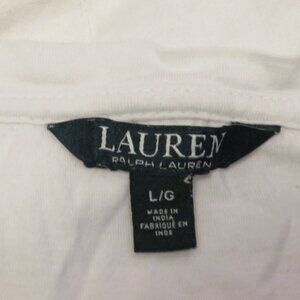 LAUREN
RALPH LAUREN
L/G
MADE IN
INDIA
FABRIQUÉ EN
INDE